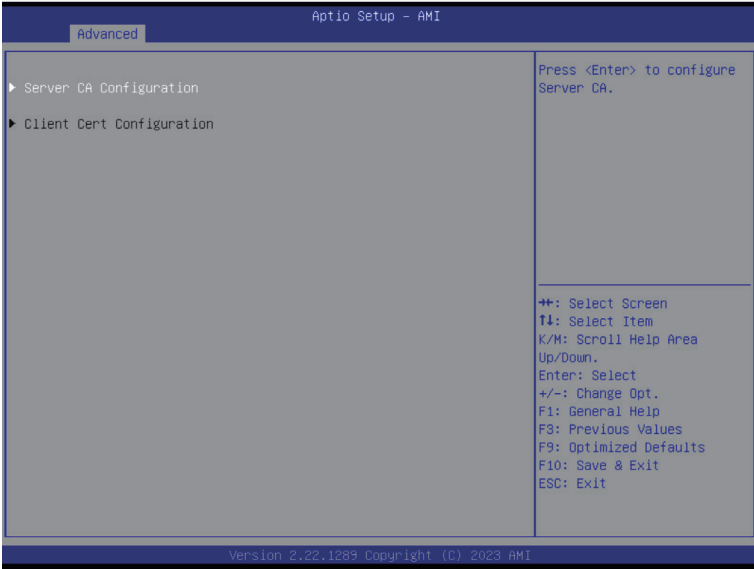 Aptio Setup – AMI
Advanced
▶ Server CA Configuration
▶ Client Cert Configuration
Press <Enter> to configure
Server CA.
→←: Select Screen
↑↓: Select Item
K/M: Scroll Help Area
Up/Down.
Enter: Select
+/-: Change Opt.
F1: General Help
F3: Previous Values
F9: Optimized Defaults
F10: Save & Exit
ESC: Exit
Version 2.22.1289 Copyright (C) 2023 AMI